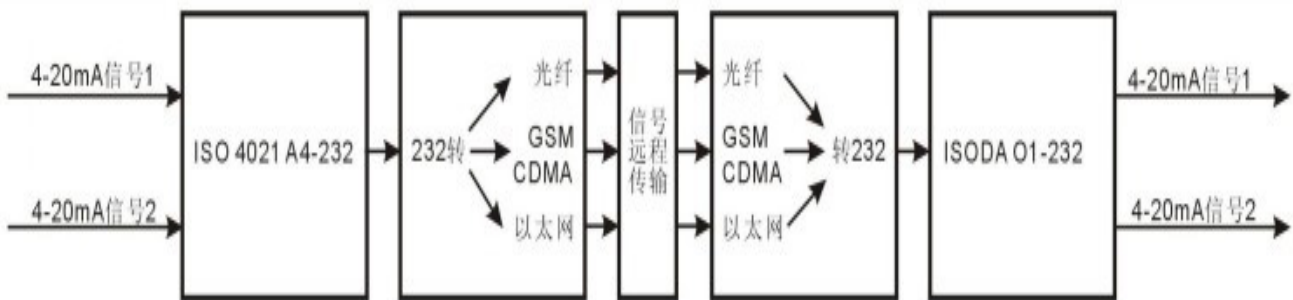 4-20mA信号1
4-20mA信号2
ISO 4021 A4-232
232转
光纤
GSM
CDMA
以太网
信号
远程
传输
光纤
GSM
CDMA
以太网
转232
ISODA O1-232
4-20mA信号1
4-20mA信号2